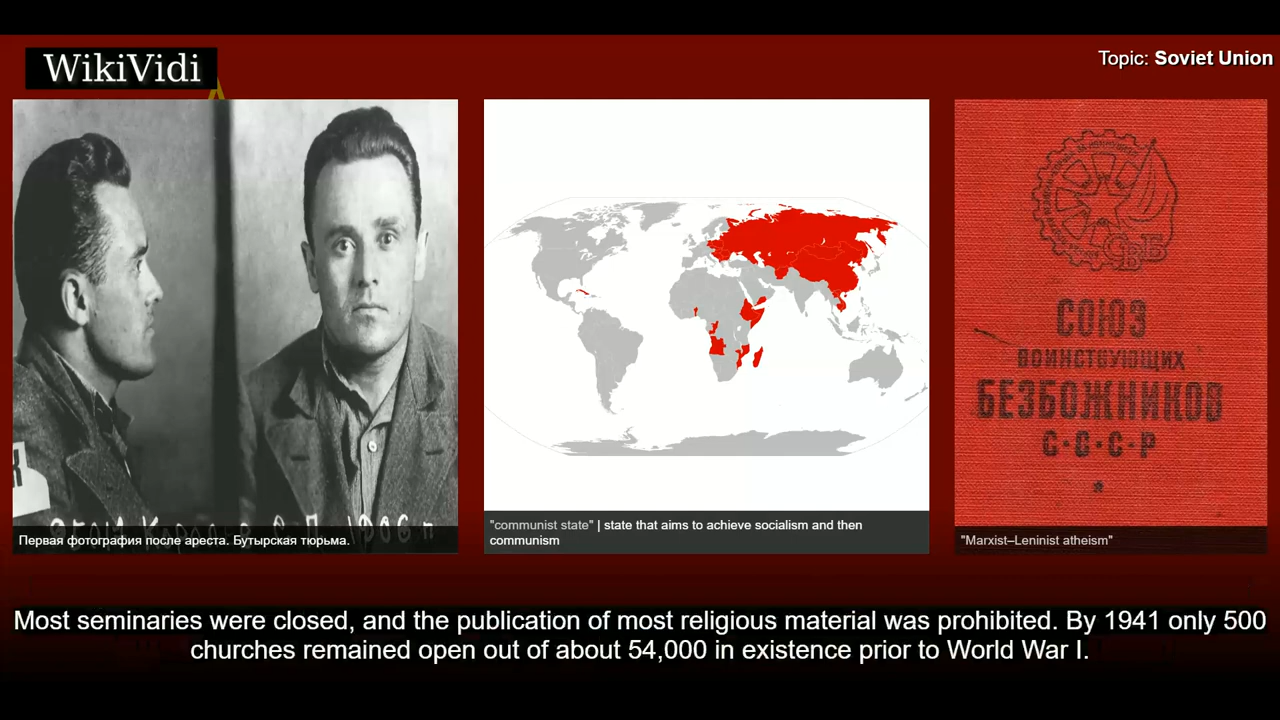 WikiVidi
Topic: Soviet Union
СВБ
СОЮЗ
ВОИНСТВУЮЩИХ
БЕЗБОЖНИКОВ
С·С·С·Р
1906 г
Первая фотография после ареста. Бутырская тюрьма.
"communist state" | state that aims to achieve socialism and then
communism
"Marxist–Leninist atheism"
Most seminaries were closed, and the publication of most religious material was prohibited. By 1941 only 500
churches remained open out of about 54,000 in existence prior to World War I.